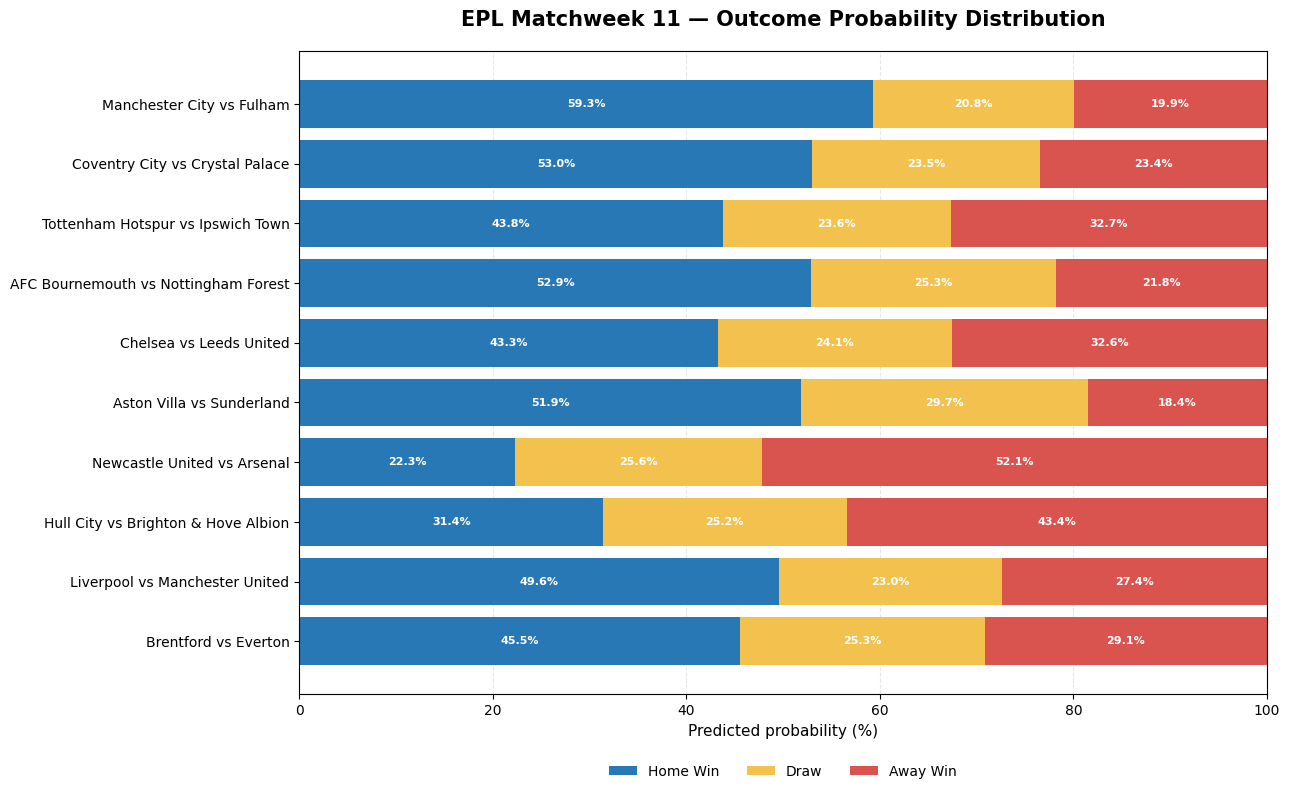 EPL Matchweek 11 — Outcome Probability Distribution
Manchester City vs Fulham 59.3% 20.8% 19.9%
Coventry City vs Crystal Palace 53.0% 23.5% 23.4%
Tottenham Hotspur vs Ipswich Town 43.8% 23.6% 32.7%
AFC Bournemouth vs Nottingham Forest 52.9% 25.3% 21.8%
Chelsea vs Leeds United 43.3% 24.1% 32.6%
Aston Villa vs Sunderland 51.9% 29.7% 18.4%
Newcastle United vs Arsenal 22.3% 25.6% 52.1%
Hull City vs Brighton & Hove Albion 31.4% 25.2% 43.4%
Liverpool vs Manchester United 49.6% 23.0% 27.4%
Brentford vs Everton 45.5% 25.3% 29.1%
0 20 40 60 80 100
Predicted probability (%)
Home Win Draw Away Win